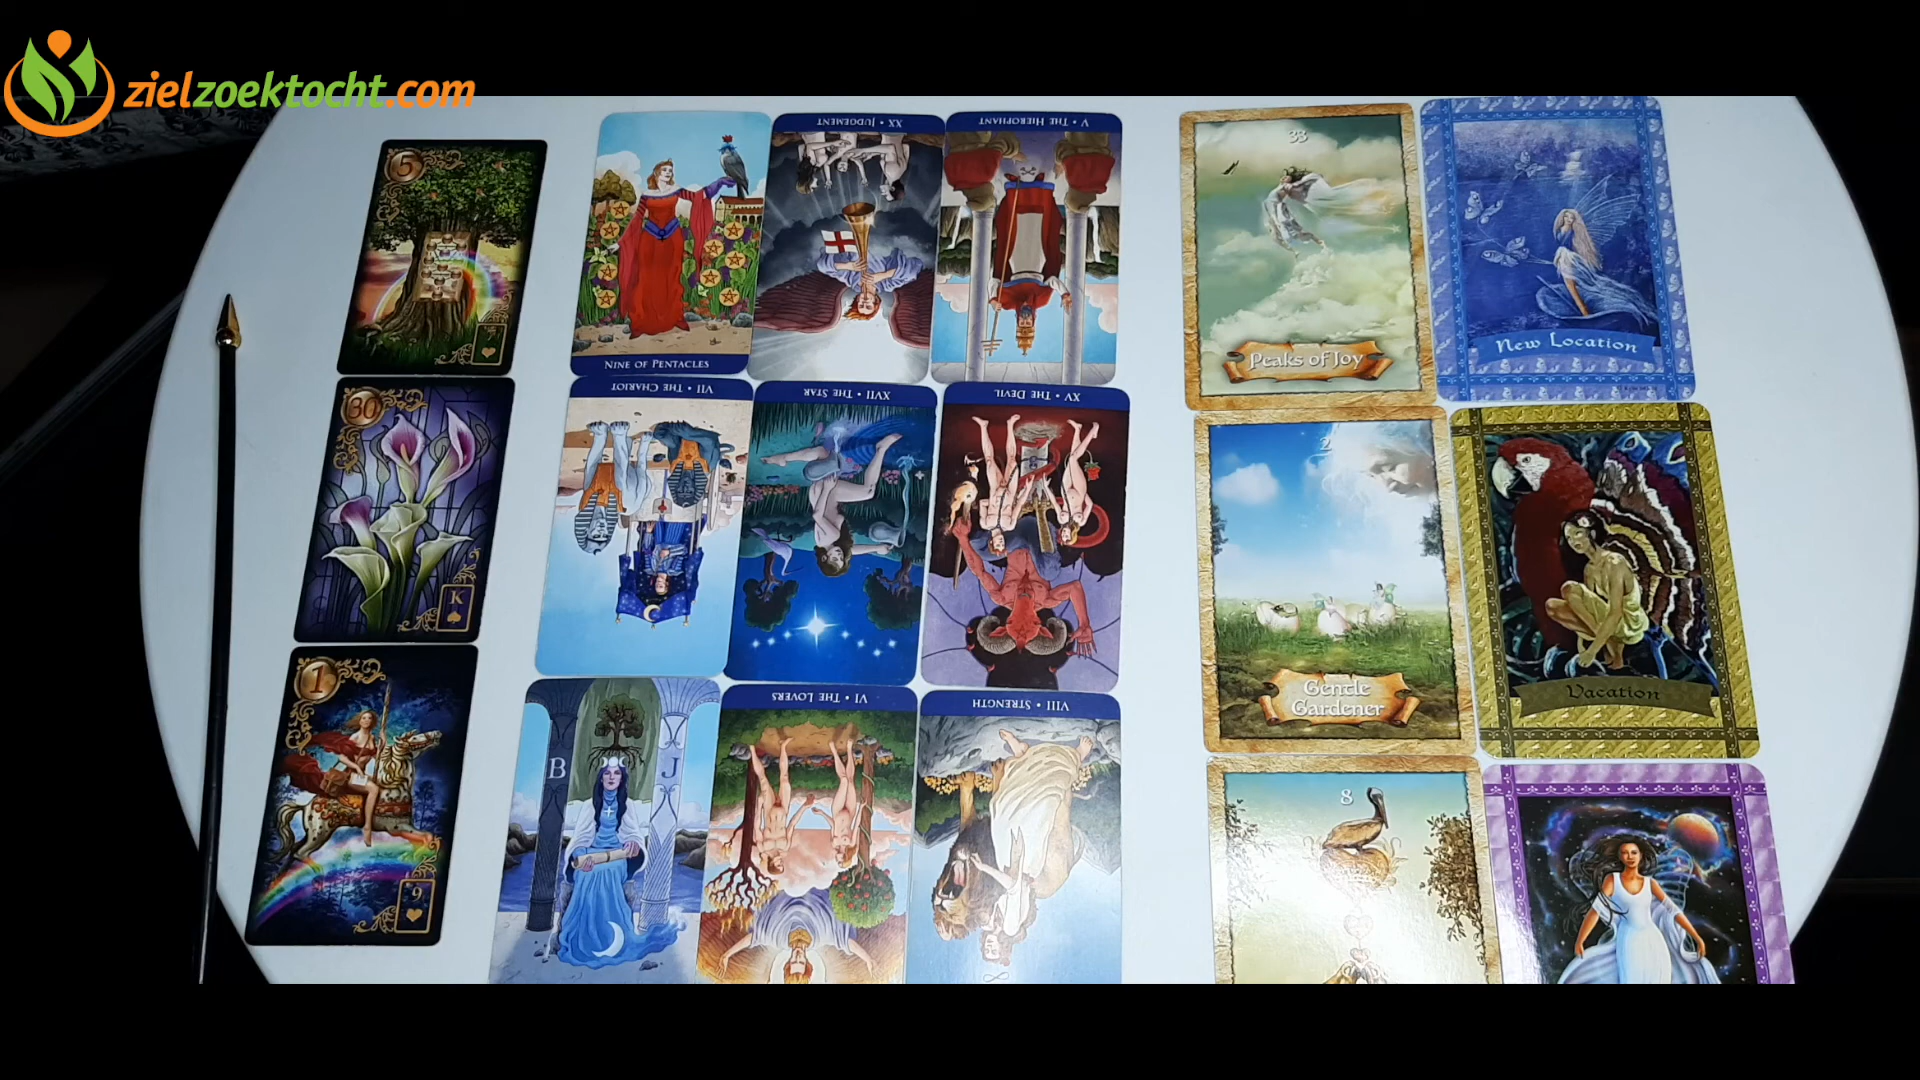 zielzoektocht.com
5
30
K
1
9
NINE OF PENTACLES
XX • JUDGEMENT
V • THE HIEROPHANT
VII • THE CHARIOT
XVII • THE STAR
XV • THE DEVIL
B J
VI • THE LOVERS
VIII • STRENGTH
33
Peaks of Joy
New Location
2
Gentle
Gardener
Vacation
8